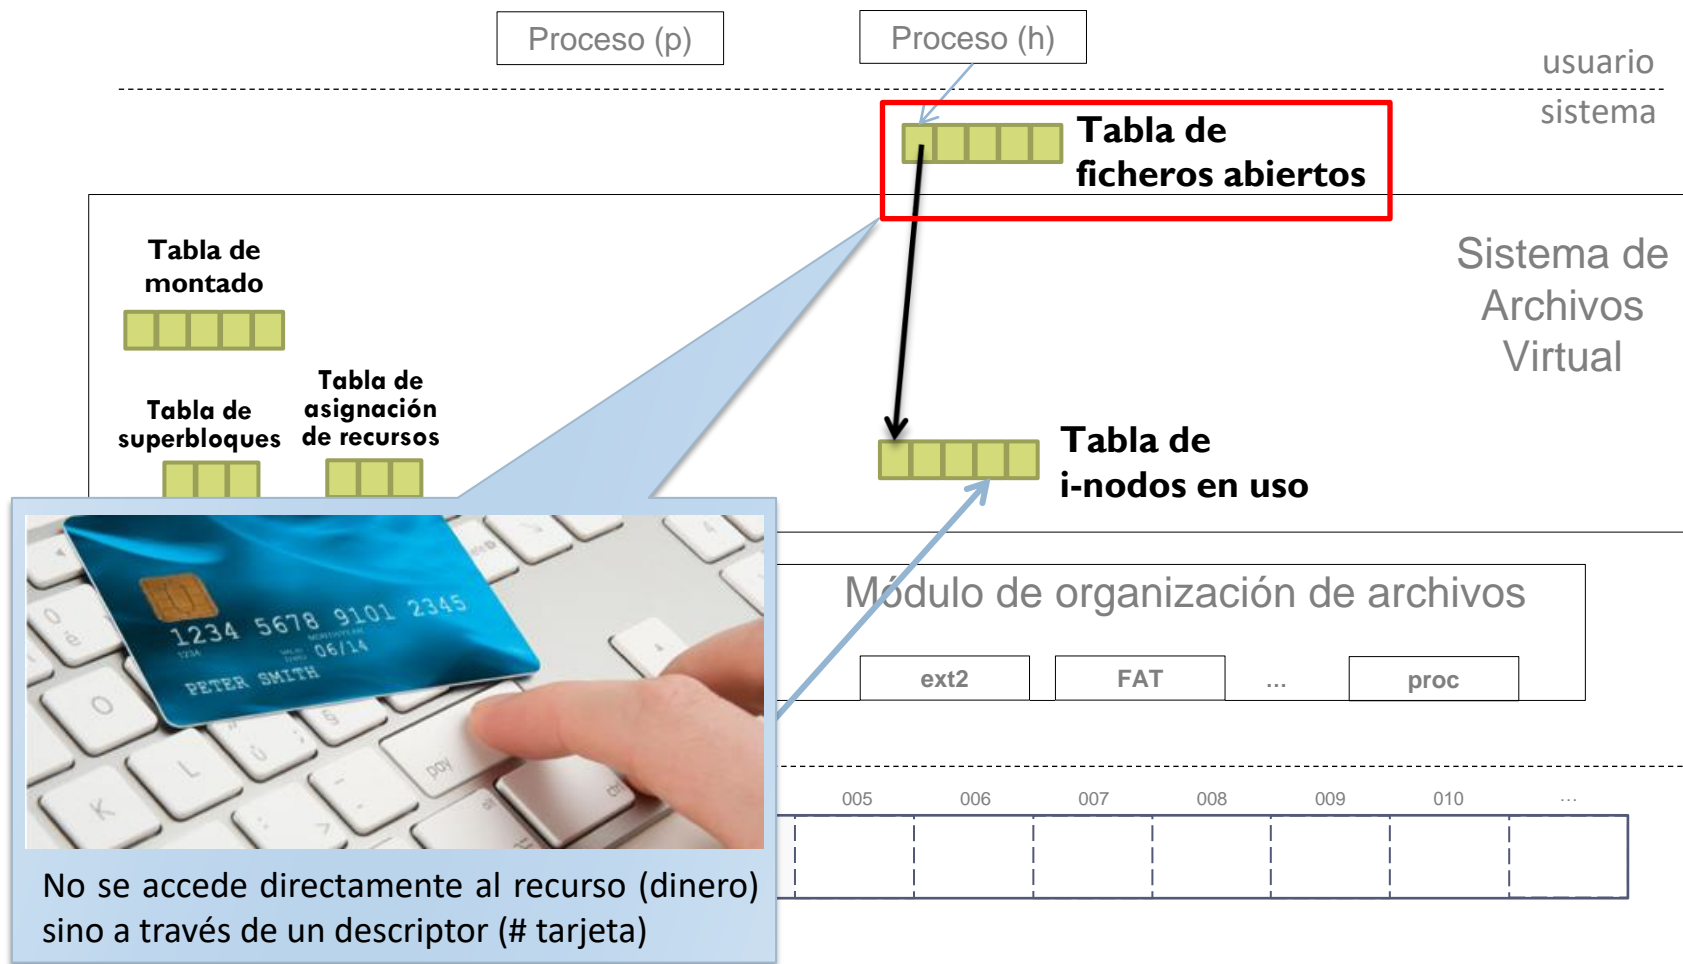 Proceso (p)
Proceso (h)
usuario
sistema
Tabla de
ficheros abiertos
Tabla de
montado
Sistema de
Archivos
Virtual
Tabla de
superbloques
Tabla de
asignación
de recursos
Tabla de
i-nodos en uso
Módulo de organización de archivos
ext2
FAT
...
proc
005
006
007
008
009
010
...
1234 5678 9101 2345
1234
06/14
PETER SMITH
pay
O
L
K
No se accede directamente al recurso (dinero)
sino a través de un descriptor (# tarjeta)